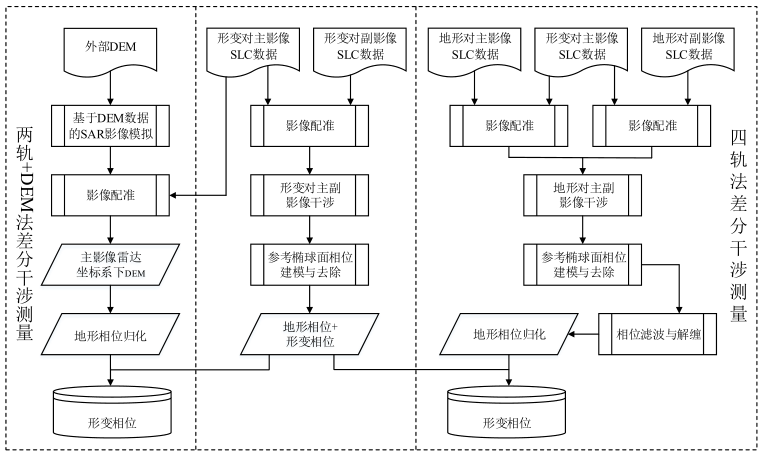 两轨+DEM法差分干涉测量
外部DEM
基于DEM数据
的SAR影像模拟
影像配准
主影像雷达
坐标系下DEM
地形相位归化
形变相位
形变对主影像
SLC数据
形变对副影像
SLC数据
影像配准
形变对主副
影像干涉
参考椭球面相位
建模与去除
地形相位+
形变相位
地形对主影像
SLC数据
形变对主影像
SLC数据
地形对副影像
SLC数据
影像配准
影像配准
地形对主副
影像干涉
参考椭球面相位
建模与去除
地形相位归化
相位滤波与解缠
形变相位
四轨法差分干涉测量